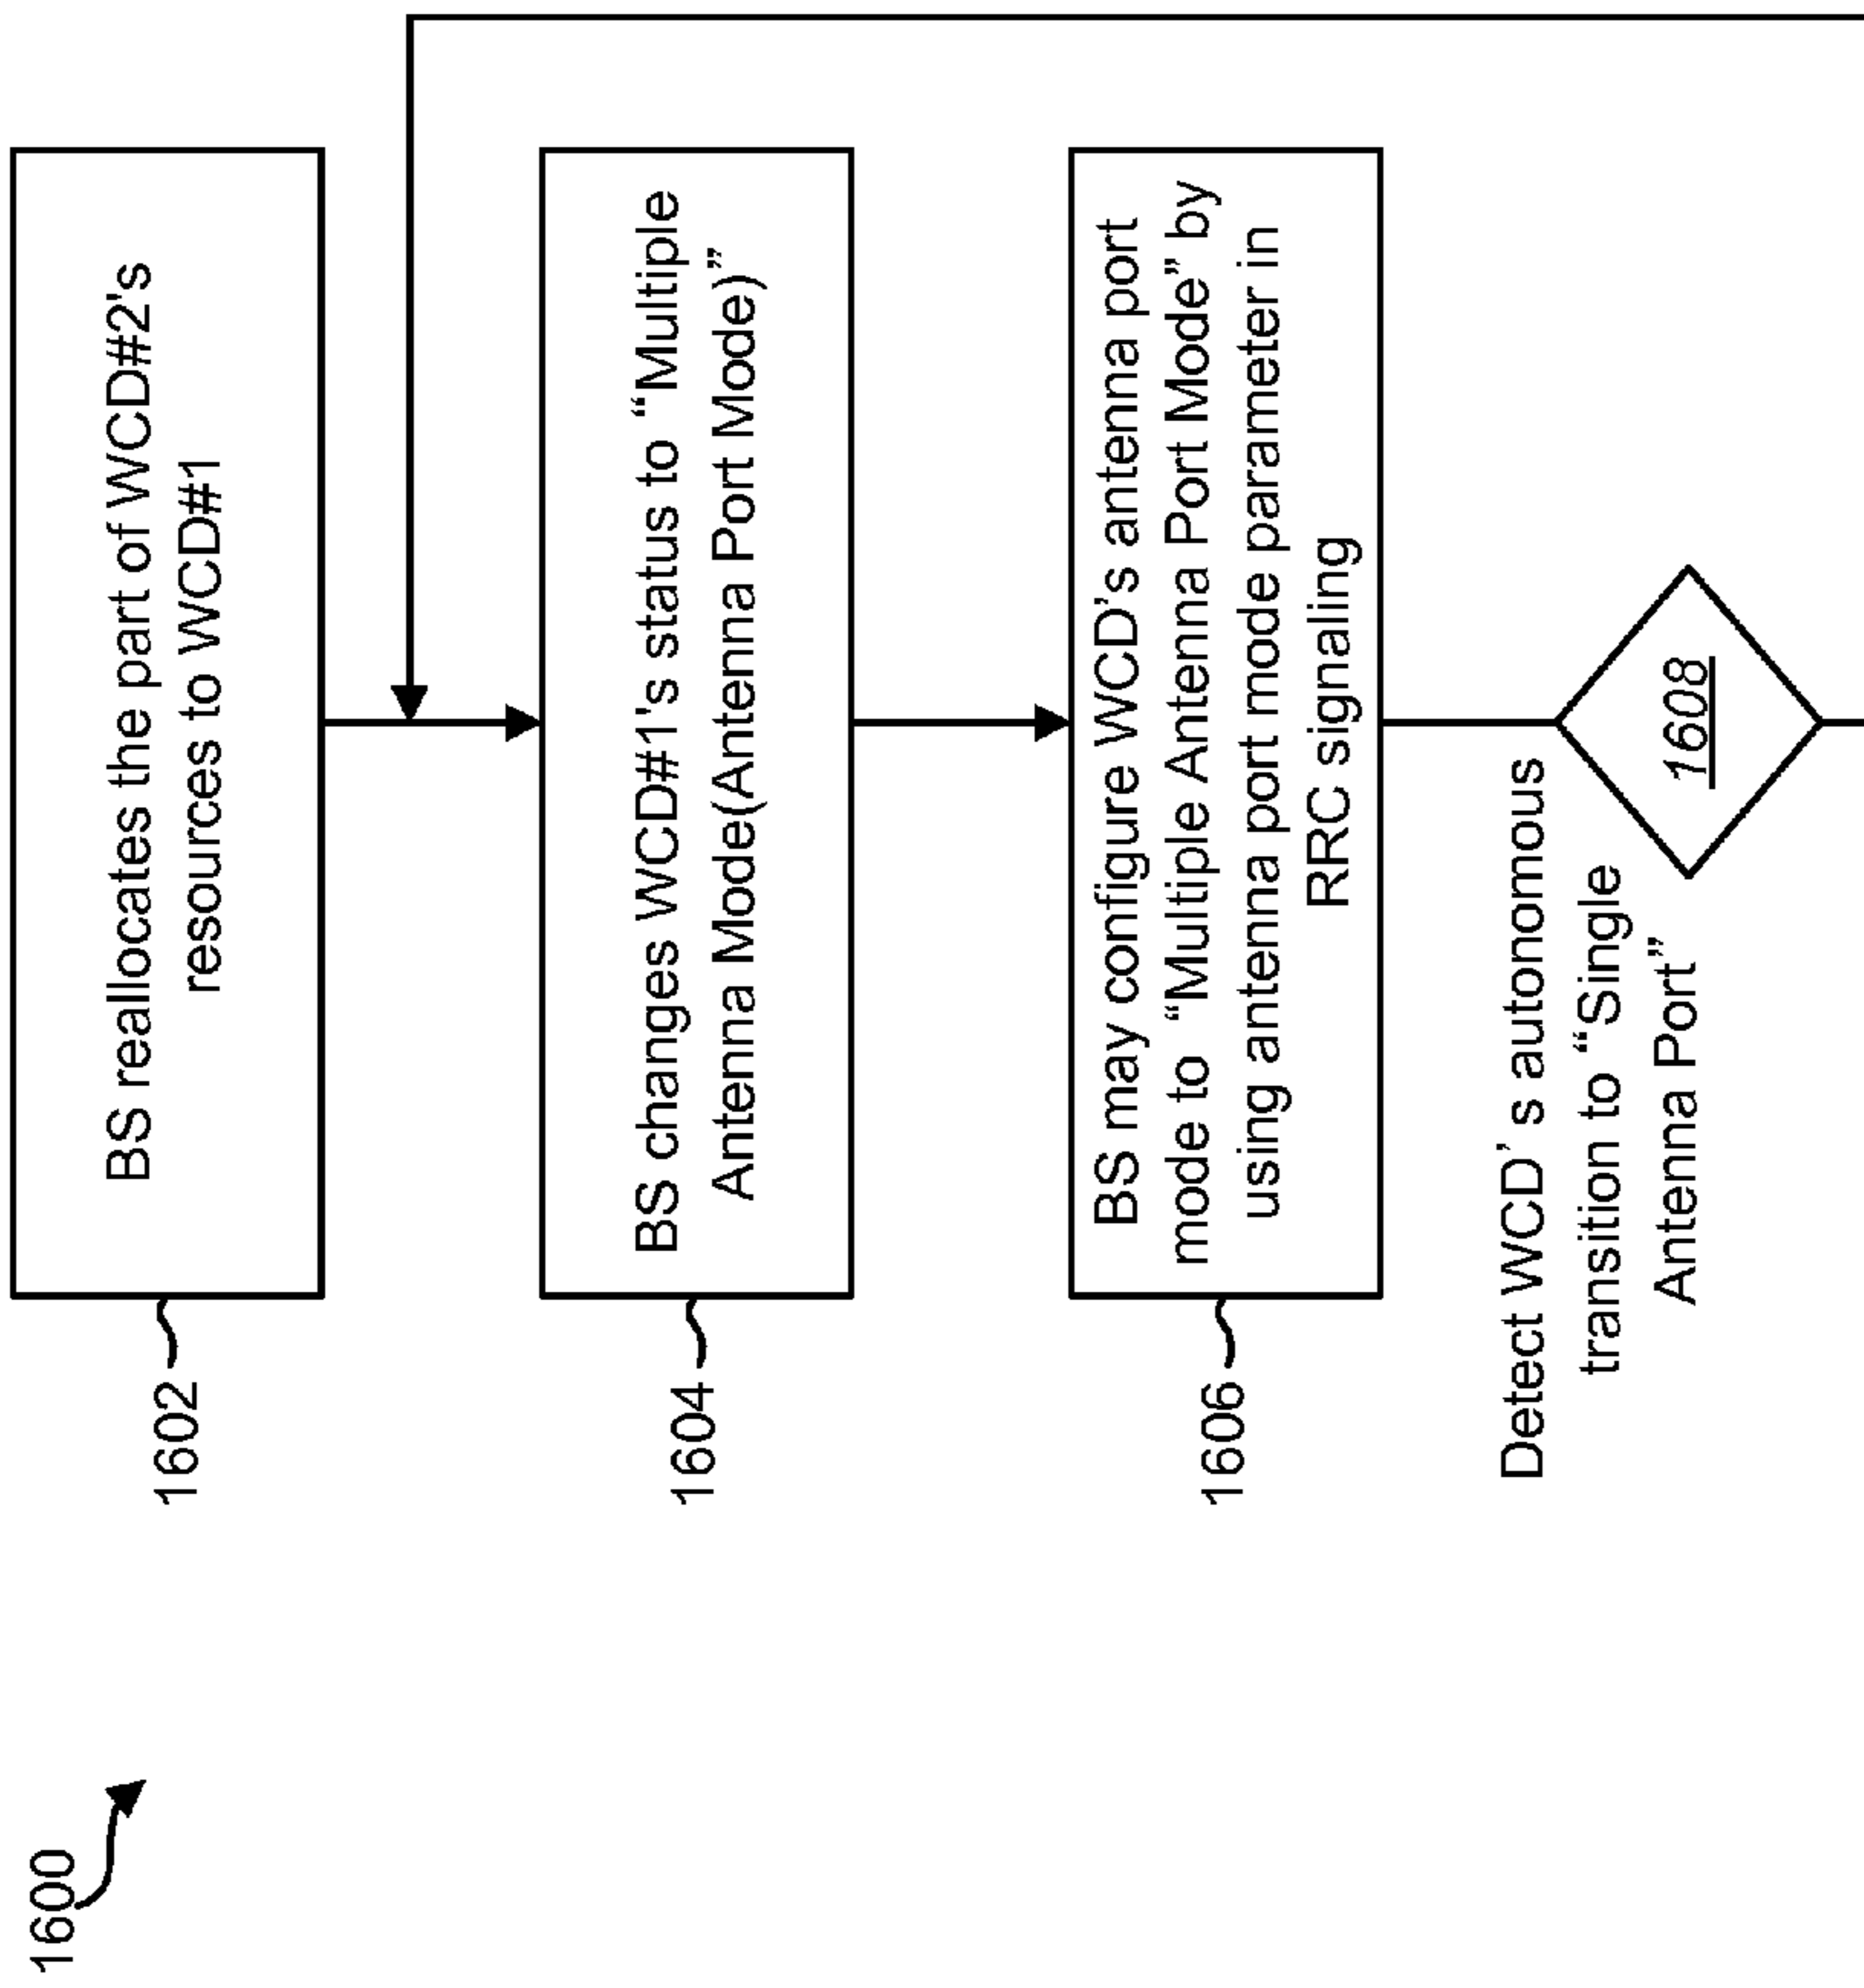 1600
1602
BS reallocates the part of WCD#2's
resources to WCD#1
1604
BS changes WCD#1's status to “Multiple
Antenna Mode(Antenna Port Mode)”
1606
BS may configure WCD’s antenna port
mode to “Multiple Antenna Port Mode” by
using antenna port mode parameter in
RRC signaling
Detect WCD’ s autonomous
transition to “Single
Antenna Port”
1608